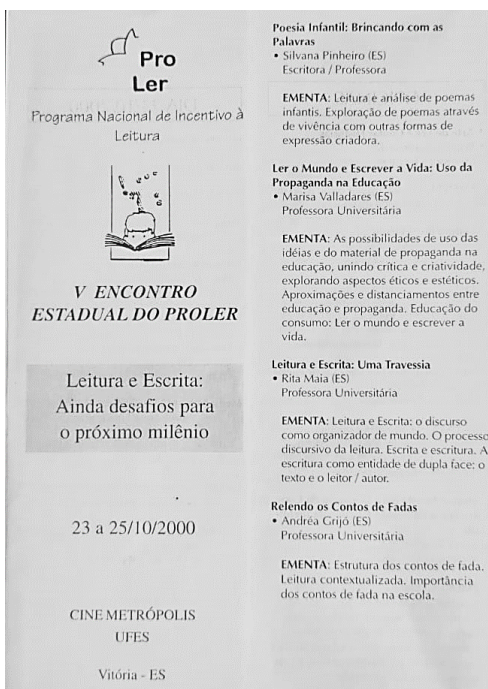 Pro
Ler
Programa Nacional de Incentivo à
Leitura
V ENCONTRO
ESTADUAL DO PROLER
Leitura e Escrita:
Ainda desafios para
o próximo milênio
23 a 25/10/2000
CINE METRÓPOLIS
UFES
Vitória - ES
Poesia Infantil: Brincando com as
Palavras
• Silvana Pinheiro (ES)
Escritora / Professora
EMENTA: Leitura e análise de poemas
infantis. Exploração de poemas através
de vivência com outras formas de
expressão criadora.
Ler o Mundo e Escrever a Vida: Uso da
Propaganda na Educação
• Marisa Valladares (ES)
Professora Universitária
EMENTA: As possibilidades de uso das
idéias e do material de propaganda na
educação, unindo crítica e criatividade,
explorando aspectos éticos e estéticos.
Aproximações e distanciamentos entre
educação e propaganda. Educação do
consumo: Ler o mundo e escrever a
vida.
Leitura e Escrita: Uma Travessia
• Rita Maia (ES)
Professora Universitária
EMENTA: Leitura e Escrita: o discurso
como organizador de mundo. O processo
discursivo da leitura. Escrita e escritura. A
escritura como entidade de dupla face: o
texto e o leitor / autor.
Relendo os Contos de Fadas
• Andréa Grijó (ES)
Professora Universitária
EMENTA: Estrutura dos contos de fada.
Leitura contextualizada. Importância
dos contos de fada na escola.